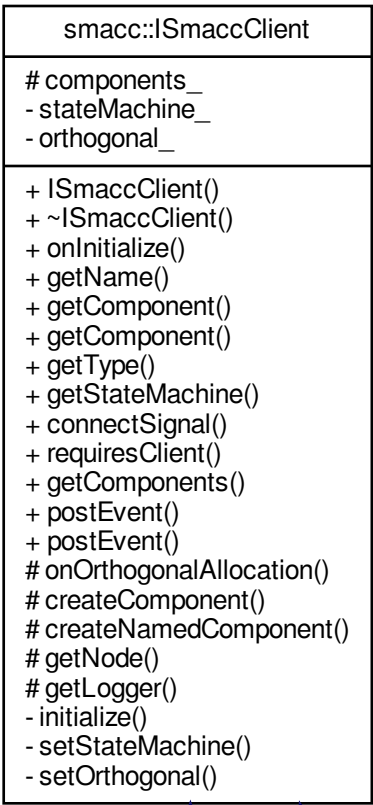 smacc::ISmaccClient
# components_
- stateMachine_
- orthogonal_
+ ISmaccClient()
+ ~ISmaccClient()
+ onInitialize()
+ getName()
+ getComponent()
+ getComponent()
+ getType()
+ getStateMachine()
+ connectSignal()
+ requiresClient()
+ getComponents()
+ postEvent()
+ postEvent()
# onOrthogonalAllocation()
# createComponent()
# createNamedComponent()
# getNode()
# getLogger()
- initialize()
- setStateMachine()
- setOrthogonal()